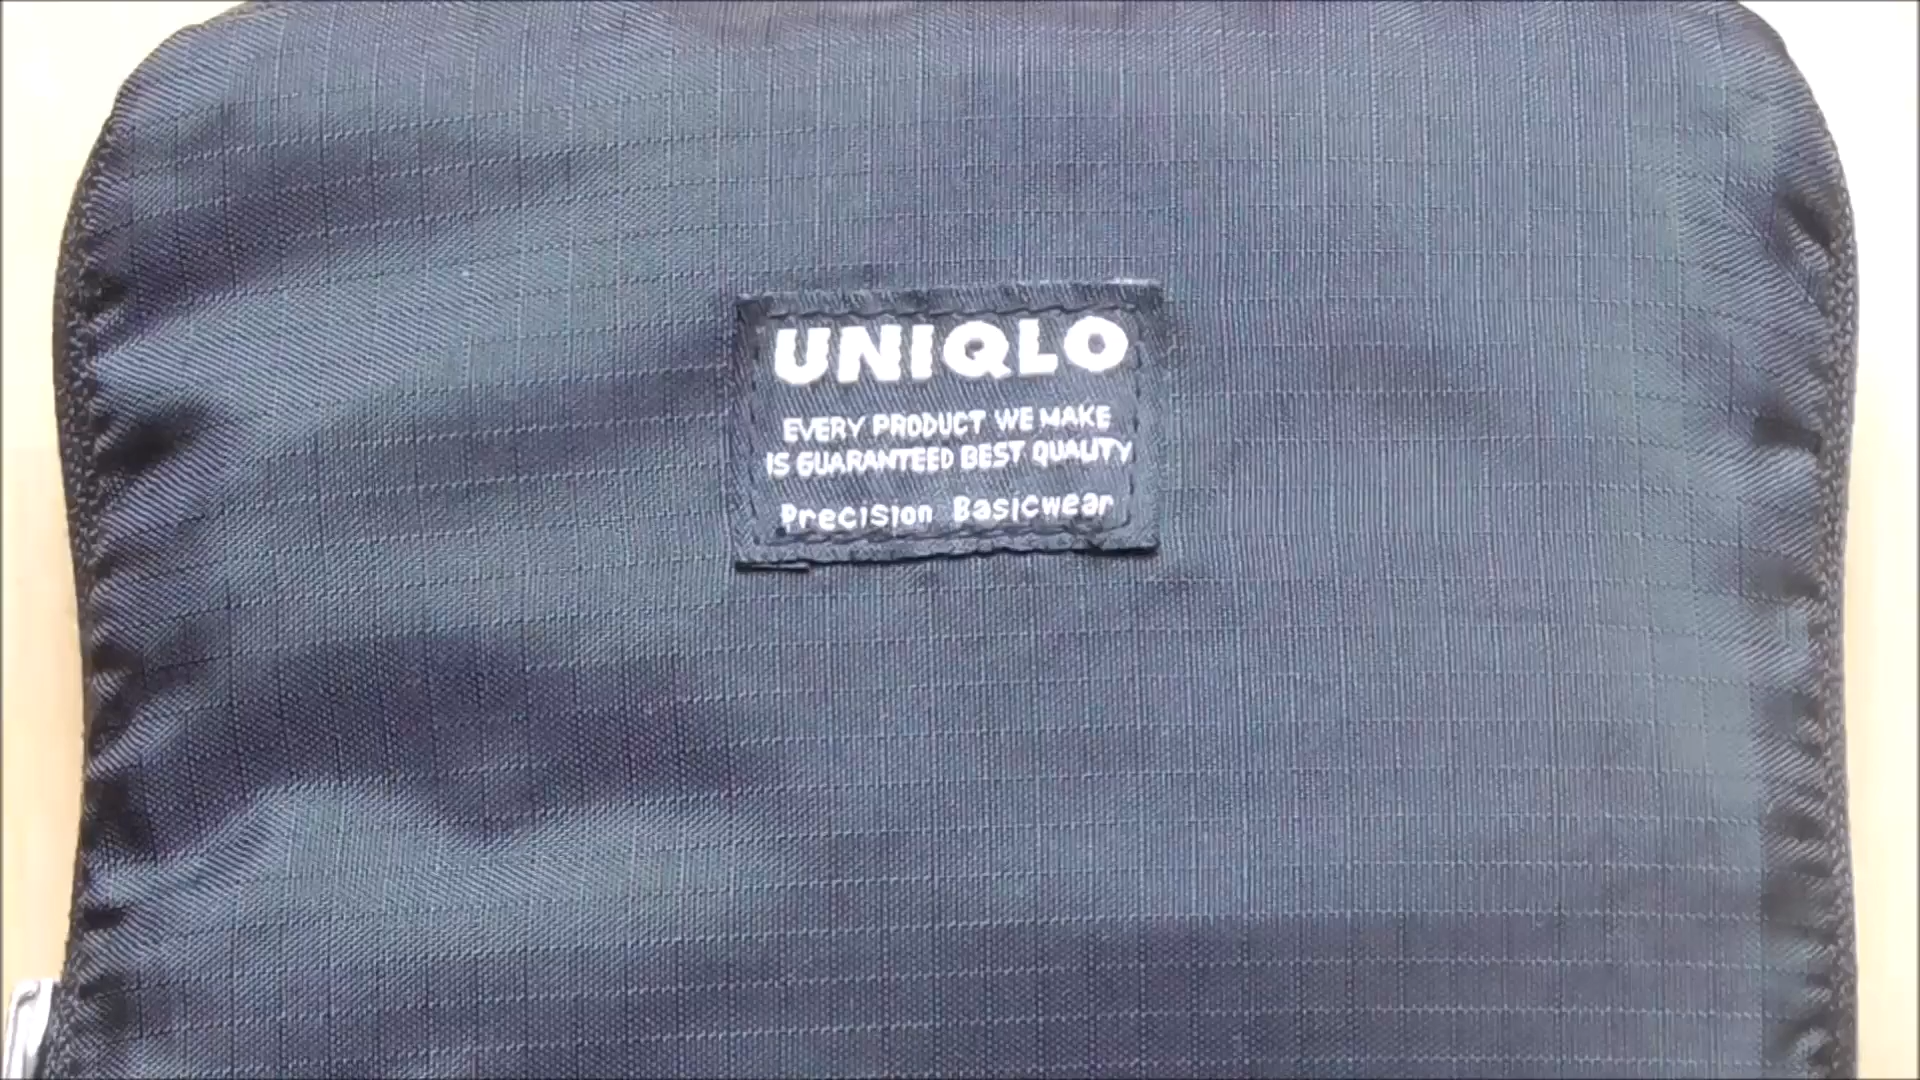 UNIQLO
EVERY PRODUCT WE MAKE
IS GUARANTEED BEST QUALITY
Precision Basicwear